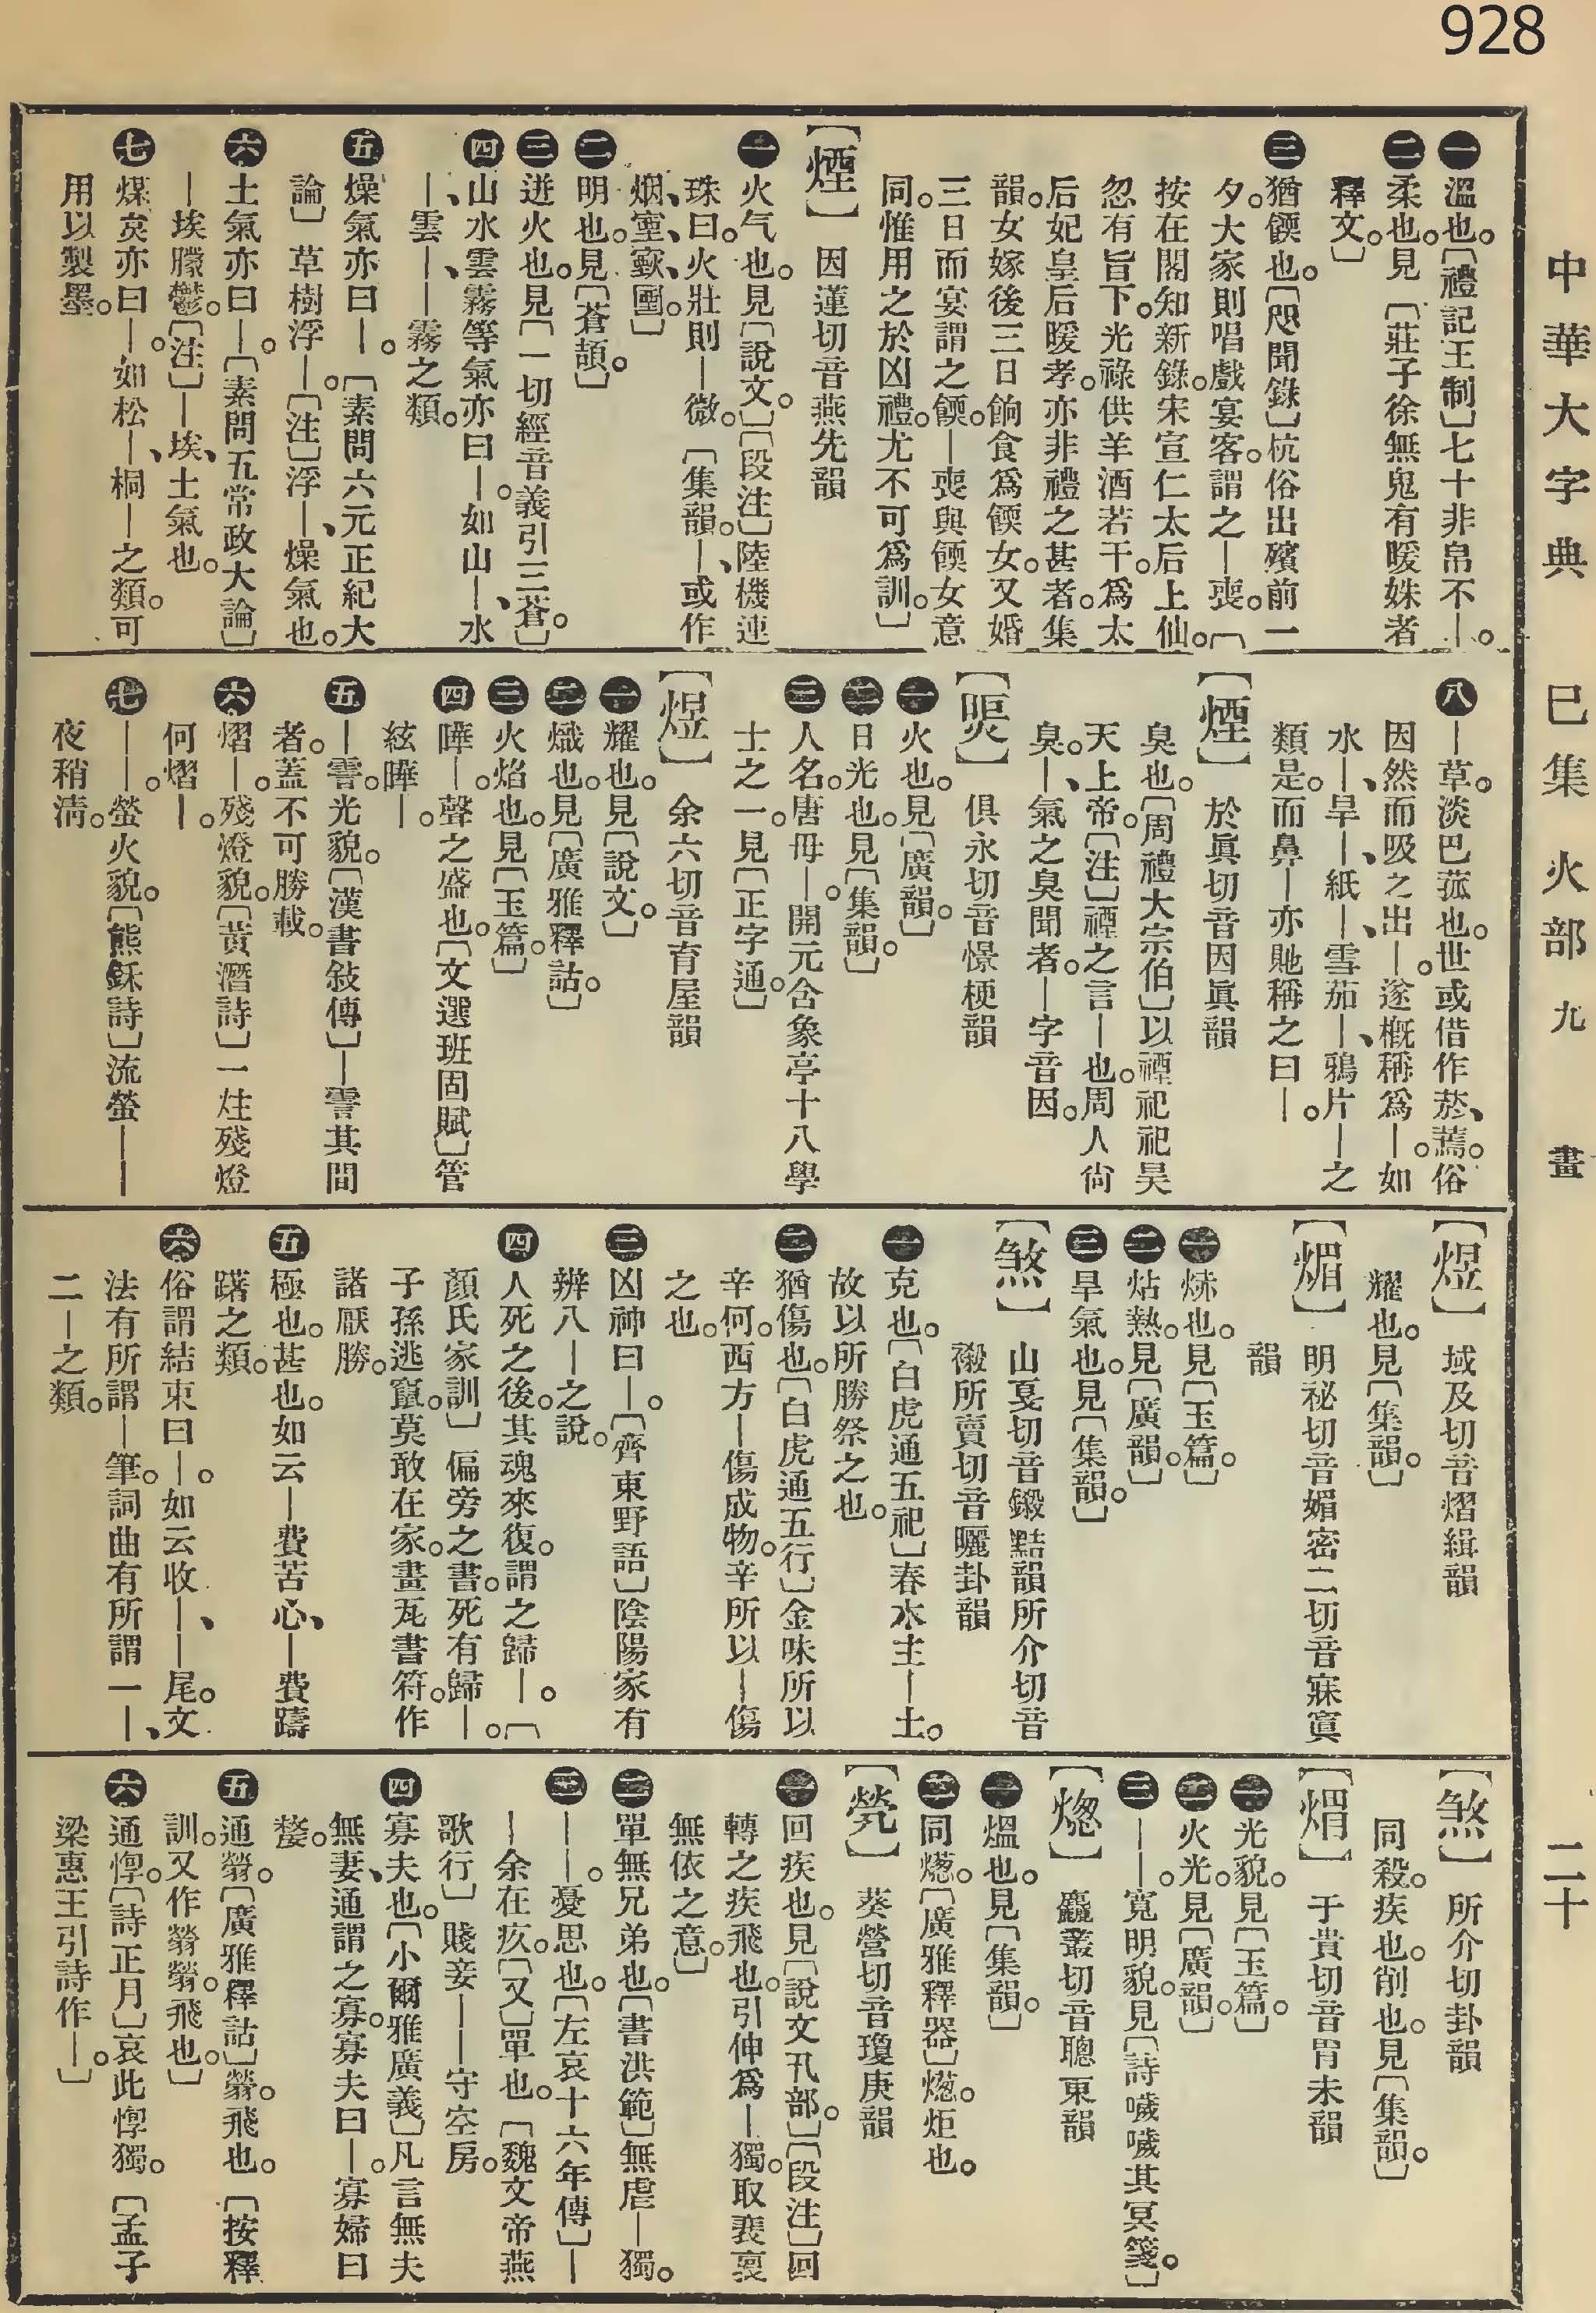 928
中華大字典 巳集 火部 九畫 二十
㊀溫也。〔禮記王制〕七十非帛不—。
㊁柔也。見〔莊子徐無鬼有暖姝者
釋文。〕
㊂猶餪也。〔咫聞錄〕杭俗出殯前一
夕。大家則唱戲宴客。謂之—喪。〔
按在閣知新錄。宋宣仁太后上仙。
忽有旨下。光祿供羊酒若干。爲太
后妃皇后暖孝。亦非禮之甚者。集
韻。女嫁後三日餉食爲餪女。又婚
三日而宴謂之餪。—喪與餪女意
同。惟用之於凶禮。尤不可爲訓。〕
【煙】 因蓮切音燕先韻
㊀火气也。見〔說文。〕〔段注〕陸機連
珠曰。火壯則—微。〔集韻。—、或作
烟、窒、㷼、𡇽。〕
㊁明也。見〔蒼頡。〕
㊂迸火也。見〔一切經音義引三蒼。〕
㊃山水雲霧等氣亦曰—。如山—、水
—、雲—、—霧之類。
㊄燥氣亦曰—。〔素問六元正紀大
論〕草樹浮—。〔注〕浮—、燥氣也。
㊅土氣亦曰—。〔素問五常政大論〕
—埃朦鬱。〔注〕—埃、土氣也。
㊆煤炱亦曰—。如松—、桐—之類。可
用以製墨。
㊇—草。淡巴菰也。世或借作菸、蔫。俗
因然而吸之出—。遂概稱爲—。如
水—、旱—、紙—、雪茄—、鴉片—之
類是。而鼻—亦貤稱之曰—。
【煙】 於眞切音因眞韻
臭也。〔周禮大宗伯〕以禋祀祀昊
天上帝。〔注〕禋之言—也。周人尙
臭。—、氣之臭聞者。—字音因。
【㷗】 俱永切音憬梗韻
㊀火也。見〔廣韻。〕
㊁日光也。見〔集韻。〕
㊂人名。唐毋—。開元含象亭十八學
士之一。見〔正字通。〕
【煜】 余六切音育屋韻
㊀耀也。見〔說文。〕
㊁熾也。見〔廣雅釋詁。〕
㊂火焰也。見〔玉篇。〕
㊃曄—。聲之盛也。〔文選班固賦〕管
絃曄—。
㊄—霅。光貌。〔漢書敍傳〕—霅其間
者。蓋不可勝載。
㊅熠—。殘燈貌。〔黃溍詩〕一炷殘燈
何熠—。
㊆——。螢火貌。〔熊鉌詩〕流螢——
夜稍淸。
【煜】 域及切音熠緝韻
耀也。見〔集韻。〕
【煝】 明祕切音媚密二切音寐寘
韻
㊀㶬也。見〔玉篇。〕
㊁炶熱。見〔廣韻。〕
㊂旱氣也。見〔集韻。〕
【煞】 山戛切音鎩黠韻所介切音
𥻦所賣切音曬卦韻
㊀克也。〔白虎通五祀〕春木主—土。
故以所勝祭之也。
㊁猶傷也。〔白虎通五行〕金味所以
辛何。西方—傷成物。辛所以—傷
之也。
㊂凶神曰—。〔齊東野語〕陰陽家有
辨八—之說。
㊃人死之後。其魂來復。謂之歸—。〔
顏氏家訓〕偏旁之書。死有歸—。
子孫逃竄。莫敢在家。畫瓦書符。作
諸厭勝。
㊄極也。甚也。如云—費苦心、—費躊
躇之類。
㊅俗謂結束曰—。如云收—、—尾。文
法有所謂—筆。詞曲有所謂一—、
二—之類。
【煞】 所介切卦韻
同殺。疾也。削也。見〔集韻。〕
【煟】 于貴切音胃未韻
㊀光貌。見〔玉篇。〕
㊁火光。見〔廣韻。〕
㊂——。寬明貌。見〔詩噦噦其冥箋。〕
【熜】 麤叢切音聰東韻
㊀熅也。見〔集韻。〕
㊁同熜。〔廣雅釋器〕熜。炬也。
【煢】 葵營切音瓊庚韻
㊀回疾也。見〔說文卂部。〕〔段注〕回
轉之疾飛也。引伸爲—獨。取裴裒
無依之意。〕
㊁單無兄弟也。〔書洪範〕無虐—獨。
㊂——。憂思也。〔左哀十六年傳〕—
—余在疚。〔又〕單也。〔魏文帝燕
歌行〕賤妾——守空房。
㊃寡夫也。〔小爾雅廣義〕凡言無夫
無妻、通謂之寡。寡夫曰—。寡婦曰
嫠。
㊄通㷀。〔廣雅釋詁〕㷀。飛也。〔按釋
訓。又作㷀㷀。飛也。〕
㊅通惸。〔詩正月〕哀此惸獨。〔孟子
梁惠王引詩作—。〕